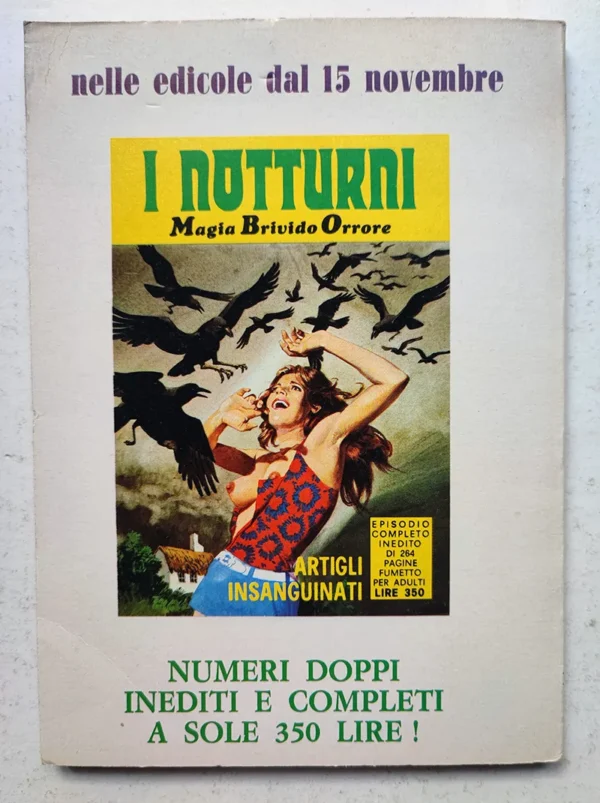 nelle edicole dal 15 novembre
I NOTTURNI
Magia Brivido Orrore
EPISODIO
COMPLETO
INEDITO
DI 264
PAGINE
FUMETTO
PER ADULTI
LIRE 350
ARTIGLI
INSANGUINATI
NUMERI DOPPI
INEDITI E COMPLETI
A SOLE 350 LIRE !